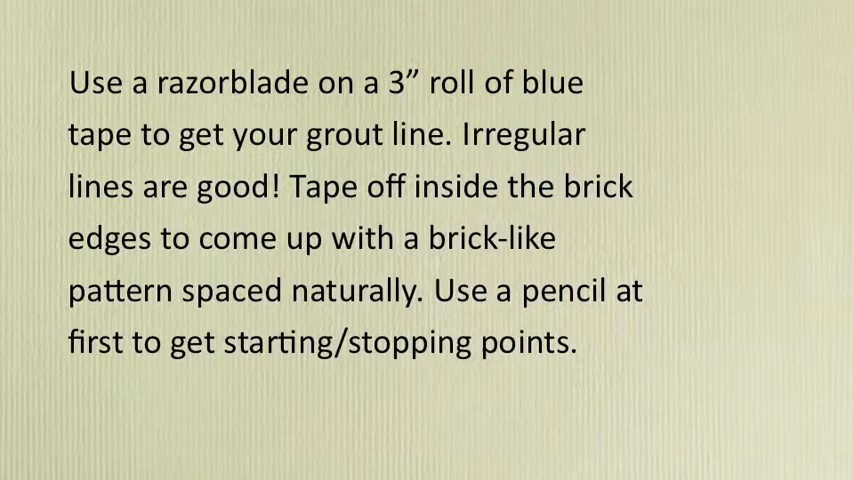 Use a razorblade on a 3” roll of blue
tape to get your grout line. Irregular
lines are good! Tape off inside the brick
edges to come up with a brick-like
pattern spaced naturally. Use a pencil at
first to get starting/stopping points.